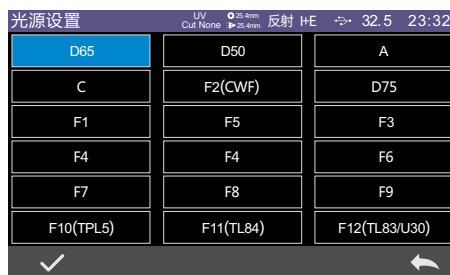 光源设置 UV Cut None 25.4mm 25.4mm 反射 I+E 32.5 23:32
D65 D50 A
C F2(CWF) D75
F1 F5 F3
F4 F4 F6
F7 F8 F9
F10(TPL5) F11(TL84) F12(TL83/U30)